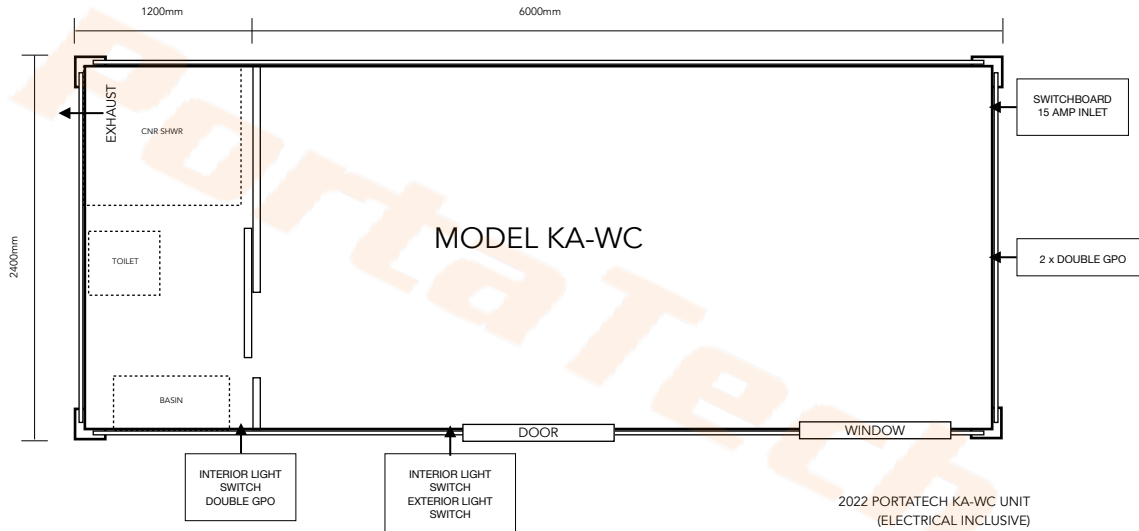 1200mm
6000mm
2400mm
EXHAUST
CNR SHWR
SWITCHBOARD
15 AMP INLET
MODEL KA-WC
TOILET
2 x DOUBLE GPO
BASIN
DOOR
WINDOW
INTERIOR LIGHT
SWITCH
DOUBLE GPO
INTERIOR LIGHT
SWITCH
EXTERIOR LIGHT
SWITCH
2022 PORTATECH KA-WC UNIT
(ELECTRICAL INCLUSIVE)
PortaTech